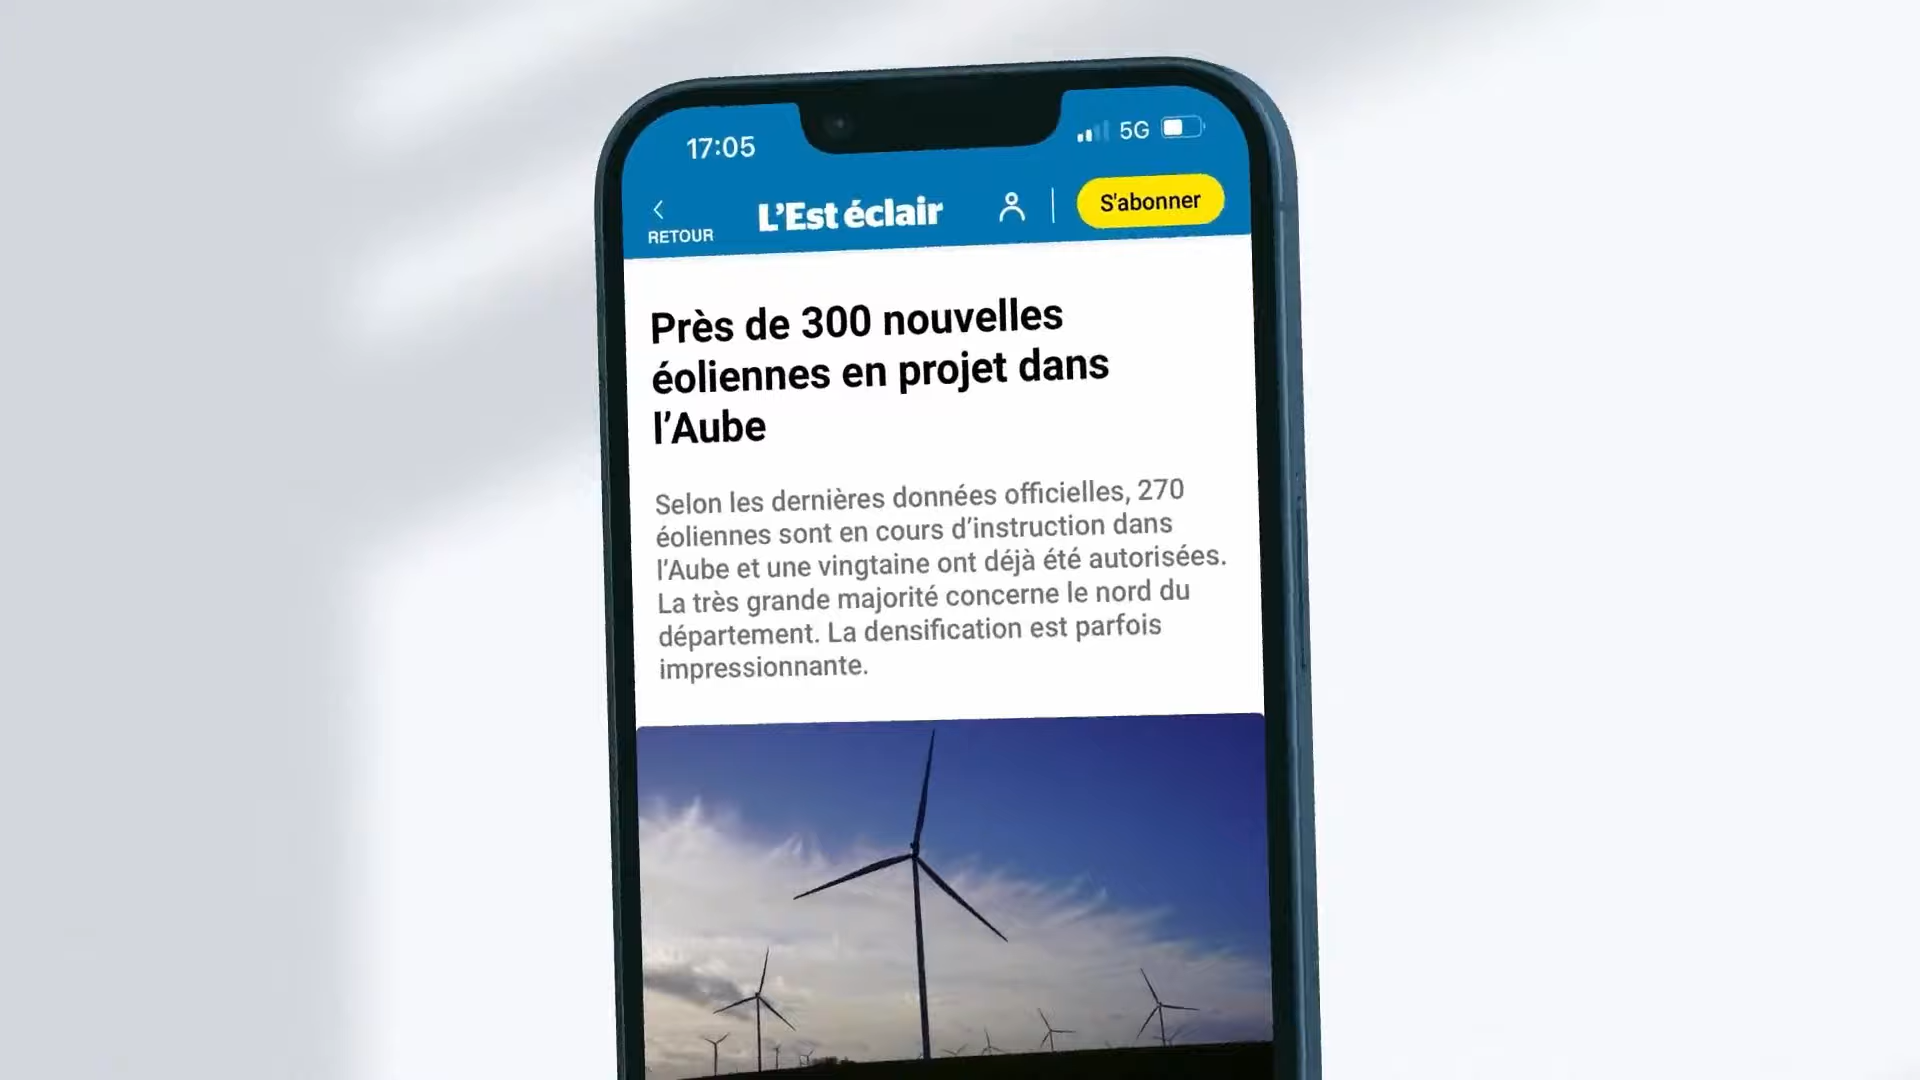 17:05
5G
RETOUR
L'Est éclair
S'abonner
Près de 300 nouvelles
éoliennes en projet dans
l'Aube
Selon les dernières données officielles, 270
éoliennes sont en cours d'instruction dans
l'Aube et une vingtaine ont déjà été autorisées.
La très grande majorité concerne le nord du
département. La densification est parfois
impressionnante.